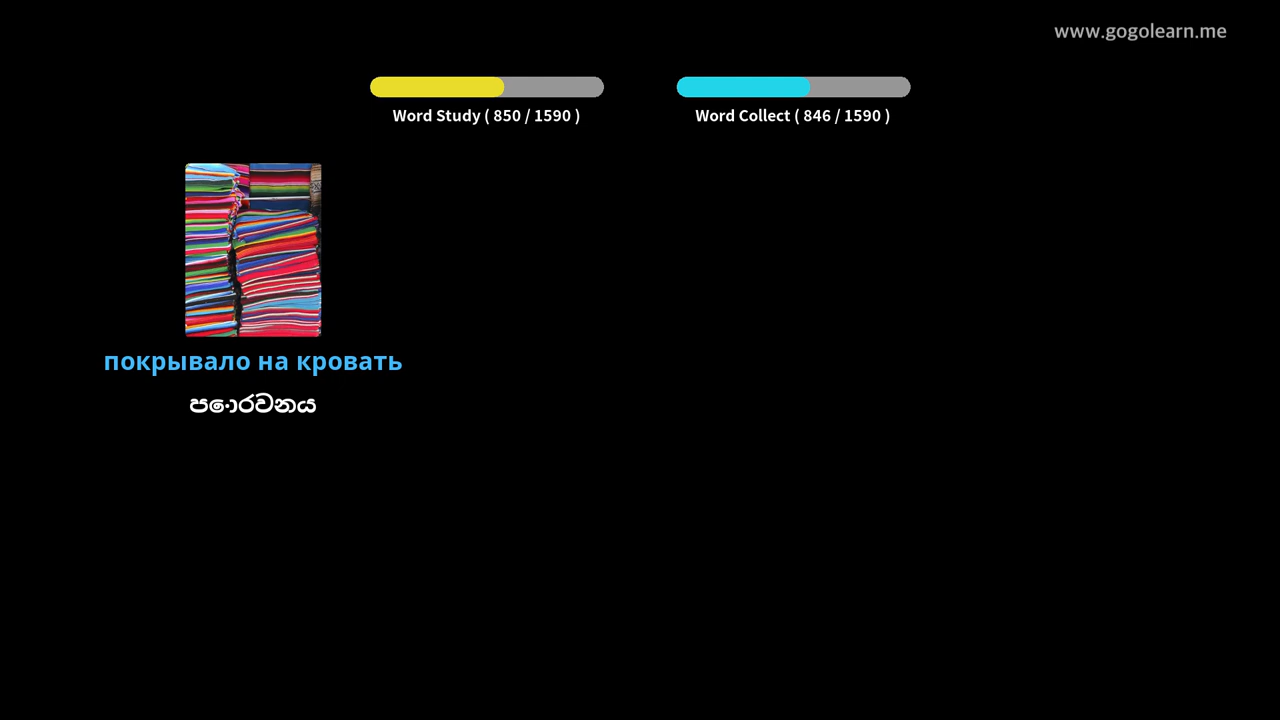 www.gogolearn.me
Word Study ( 850 / 1590 )
Word Collect ( 846 / 1590 )
покрывало на кровать
පෞරවනය